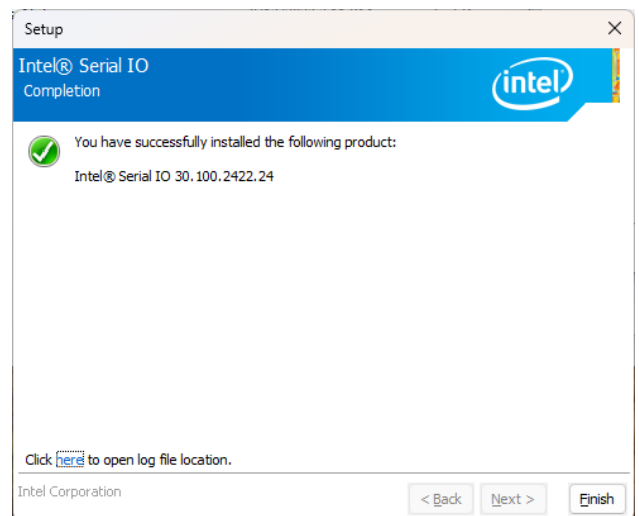 Setup
Intel® Serial IO
Completion
intel
You have successfully installed the following product:
Intel® Serial IO 30.100.2422.24
Click here to open log file location.
Intel Corporation
< Back
Next >
Finish